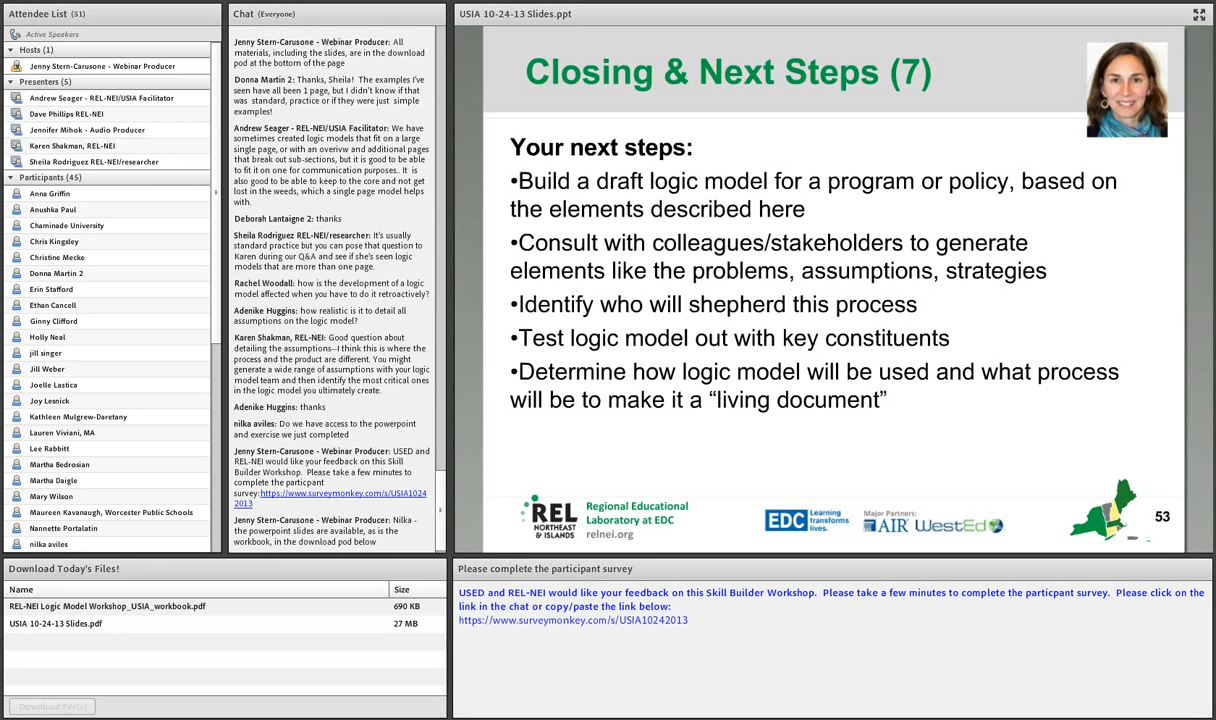 Attendee List (51)
Active Speakers
Hosts (1)
Jenny Stern-Carusone - Webinar Producer
Presenters (5)
Andrew Seager - REL-NEI/USIA Facilitator
Dave Phillips REL-NEI
Jennifer Mihok - Audio Producer
Karen Shakman, REL-NEI
Sheila Rodriguez REL-NEI/researcher
Participants (45)
Anna Griffin
Anushka Paul
Chaminade University
Chris Kingsley
Christine Mecke
Donna Martin 2
Erin Stafford
Ethan Cancell
Ginny Clifford
Holly Neal
jill singer
Jill Weber
Joelle Lastica
Joy Lesnick
Kathleen Mulgrew-Daretany
Lauren Viviani, MA
Lee Rabbitt
Martha Bedrosian
Martha Daigle
Mary Wilson
Maureen Kavanaugh, Worcester Public Schools
Nannette Portalatin
nilka aviles
Chat (Everyone)
Jenny Stern-Carusone - Webinar Producer: All
materials, including the slides, are in the download
pod at the bottom of the page
Donna Martin 2: Thanks, Sheila! The examples I've
seen have all been 1 page, but I didn't know if that
was standard, practice or if they were just simple
examples!
Andrew Seager - REL-NEI/USIA Facilitator: We have
sometimes created logic models that fit on a large
single page, or with an overivw and additional pages
that break out sub-sections, but it is good to be able
to fit it on one for communication purposes.. It is
also good to be able to keep to the core and not get
lost in the weeds, which a single page model helps
with.
Deborah Lantaigne 2: thanks
Sheila Rodriguez REL-NEI/researcher: It's usually
standard practice but you can pose that question to
Karen during our Q&A and see if she's seen logic
models that are more than one page.
Rachel Woodall: how is the development of a logic
model affected when you have to do it retroactively?
Adenike Huggins: how realistic is it to detail all
assumptions on the logic model?
Karen Shakman, REL-NEI: Good question about
detailing the assumptions--I think this is where the
process and the product are different. You might
generate a wide range of assumptions with your logic
model team and then identify the most critical ones
in the logic model you ultimately create.
Adenike Huggins: thanks
nilka aviles: Do we have access to the powerpoint
and exercise we just completed
Jenny Stern-Carusone - Webinar Producer: USED and
REL-NEI would like your feedback on this Skill
Builder Workshop. Please take a few minutes to
complete the particpant
survey:https://www.surveymonkey.com/s/USIA1024
2013
Jenny Stern-Carusone - Webinar Producer: Nilka -
the powerpoint slides are available, as is the
workbook, in the download pod below
USIA 10-24-13 Slides.ppt
Closing & Next Steps (7)
Your next steps:
•Build a draft logic model for a program or policy, based on
the elements described here
•Consult with colleagues/stakeholders to generate
elements like the problems, assumptions, strategies
•Identify who will shepherd this process
•Test logic model out with key constituents
•Determine how logic model will be used and what process
will be to make it a “living document”
REL
NORTHEAST
& ISLANDS
Regional Educational
Laboratory at EDC
relnei.org
EDC Learning
transforms
lives.
Major Partners:
AIR WestEd
53
Download Today's Files!
Name Size
REL-NEI Logic Model Workshop_USIA_workbook.pdf 690 KB
USIA 10-24-13 Slides.pdf 27 MB
Download File(s)
Please complete the participant survey
USED and REL-NEI would like your feedback on this Skill Builder Workshop. Please take a few minutes to complete the particpant survey. Please click on the
link in the chat or copy/paste the link below:
https://www.surveymonkey.com/s/USIA10242013